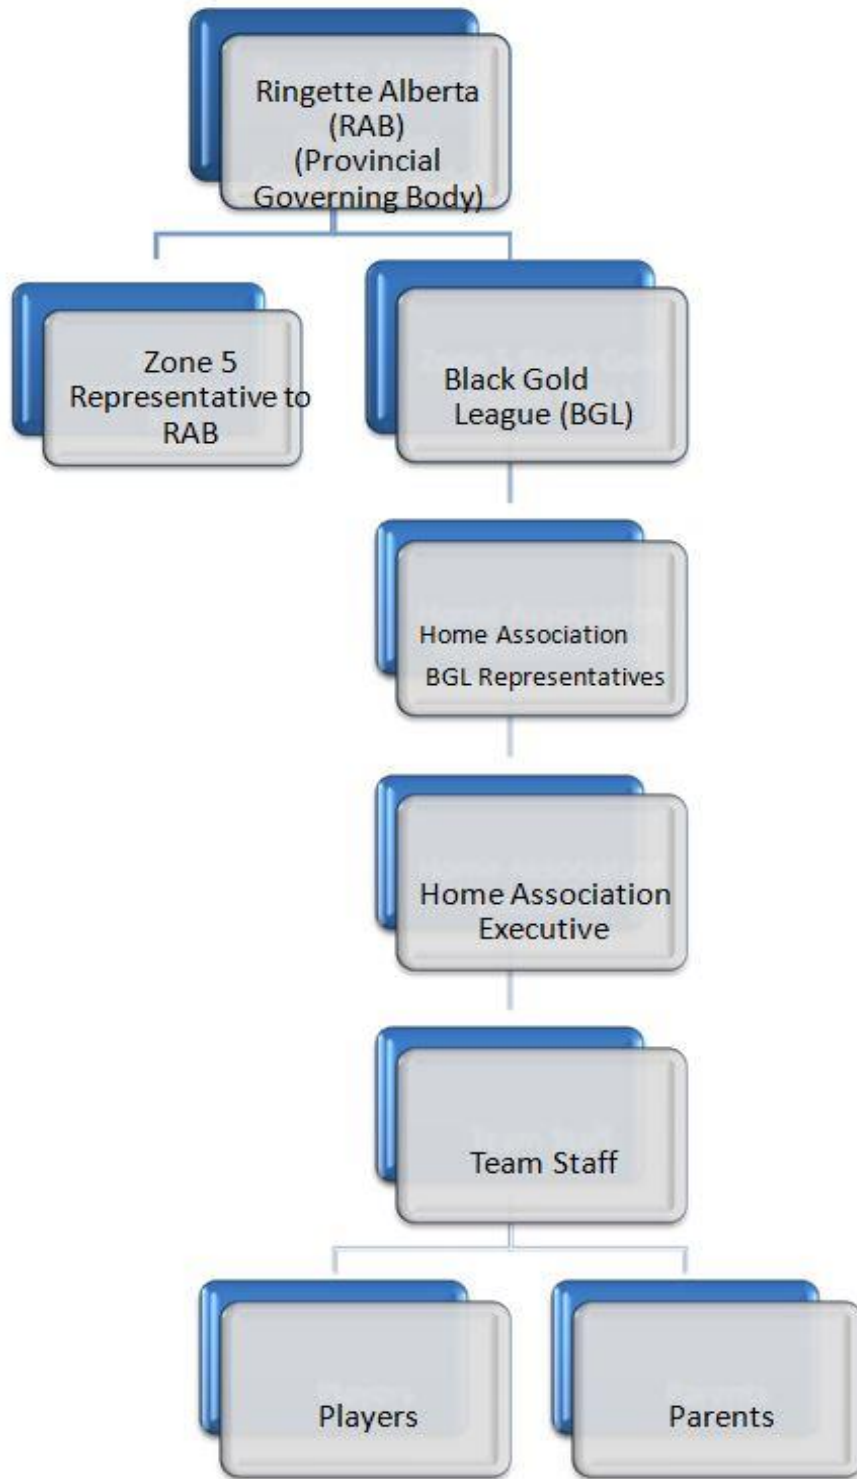 Ringette Alberta
(RAB)
(Provincial
Governing Body)
Zone 5
Representative to
RAB
Black Gold
League (BGL)
Home Association
BGL Representatives
Home Association
Executive
Team Staff
Players
Parents